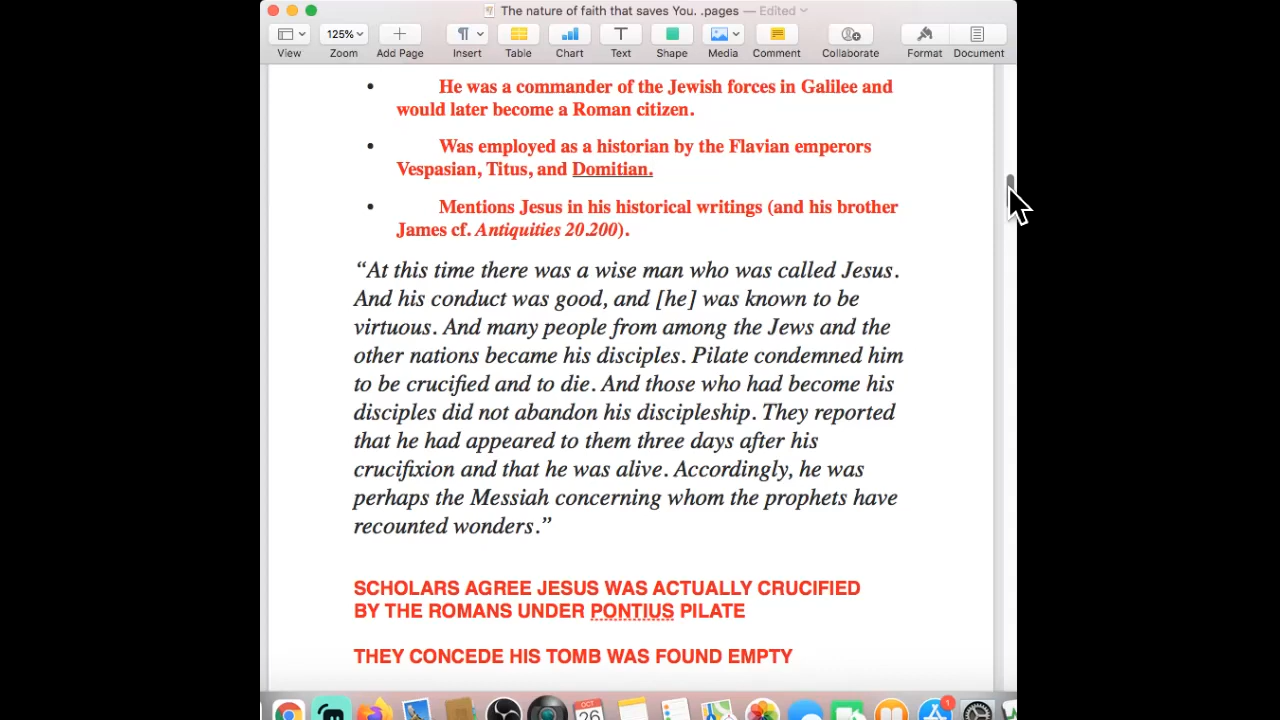 The nature of faith that saves You. .pages — Edited
125%
View
Zoom
Add Page
Insert
Table
Chart
Text
Shape
Media
Comment
Collaborate
Format
Document
• He was a commander of the Jewish forces in Galilee and
would later become a Roman citizen.
• Was employed as a historian by the Flavian emperors
Vespasian, Titus, and Domitian.
• Mentions Jesus in his historical writings (and his brother
James cf. Antiquities 20.200).
“At this time there was a wise man who was called Jesus.
And his conduct was good, and [he] was known to be
virtuous. And many people from among the Jews and the
other nations became his disciples. Pilate condemned him
to be crucified and to die. And those who had become his
disciples did not abandon his discipleship. They reported
that he had appeared to them three days after his
crucifixion and that he was alive. Accordingly, he was
perhaps the Messiah concerning whom the prophets have
recounted wonders.”
SCHOLARS AGREE JESUS WAS ACTUALLY CRUCIFIED
BY THE ROMANS UNDER PONTIUS PILATE
THEY CONCEDE HIS TOMB WAS FOUND EMPTY
OCT
26
1